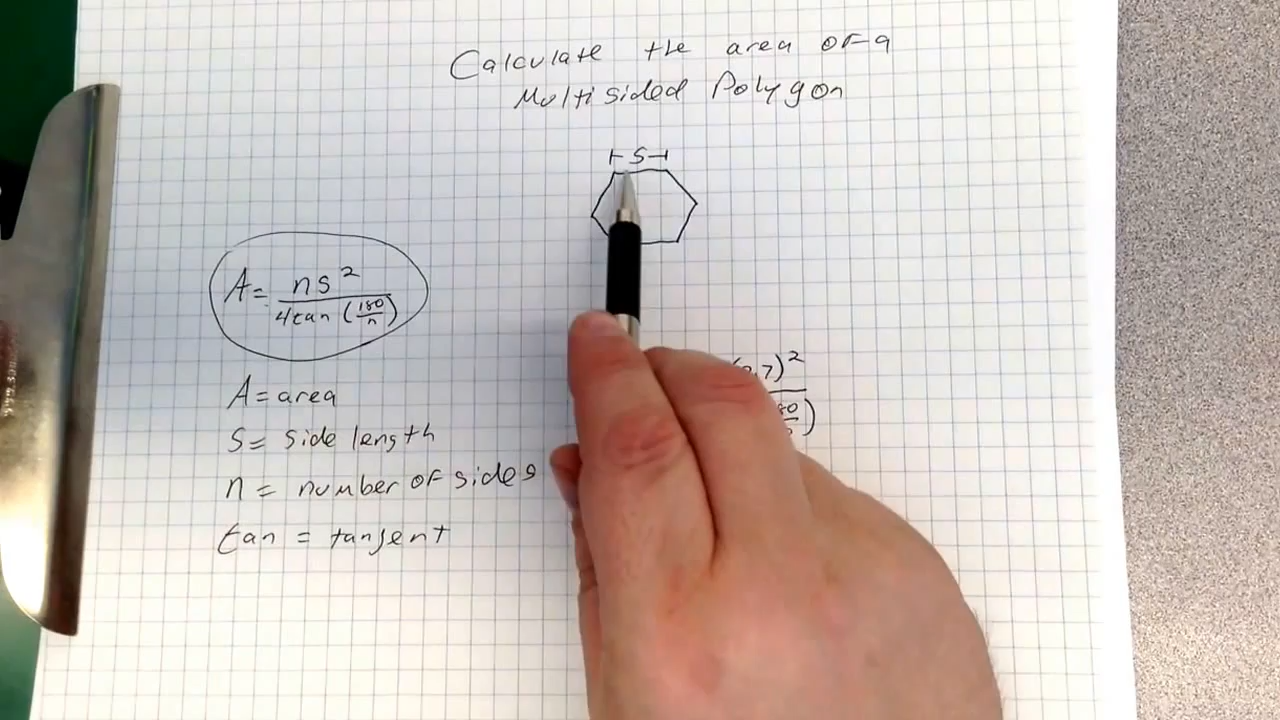 Calculate the area of a
Multisided Polygon
S
A = ns²
4tan (180/n)
A = area
S = side length
n = number of sides
tan = tangent